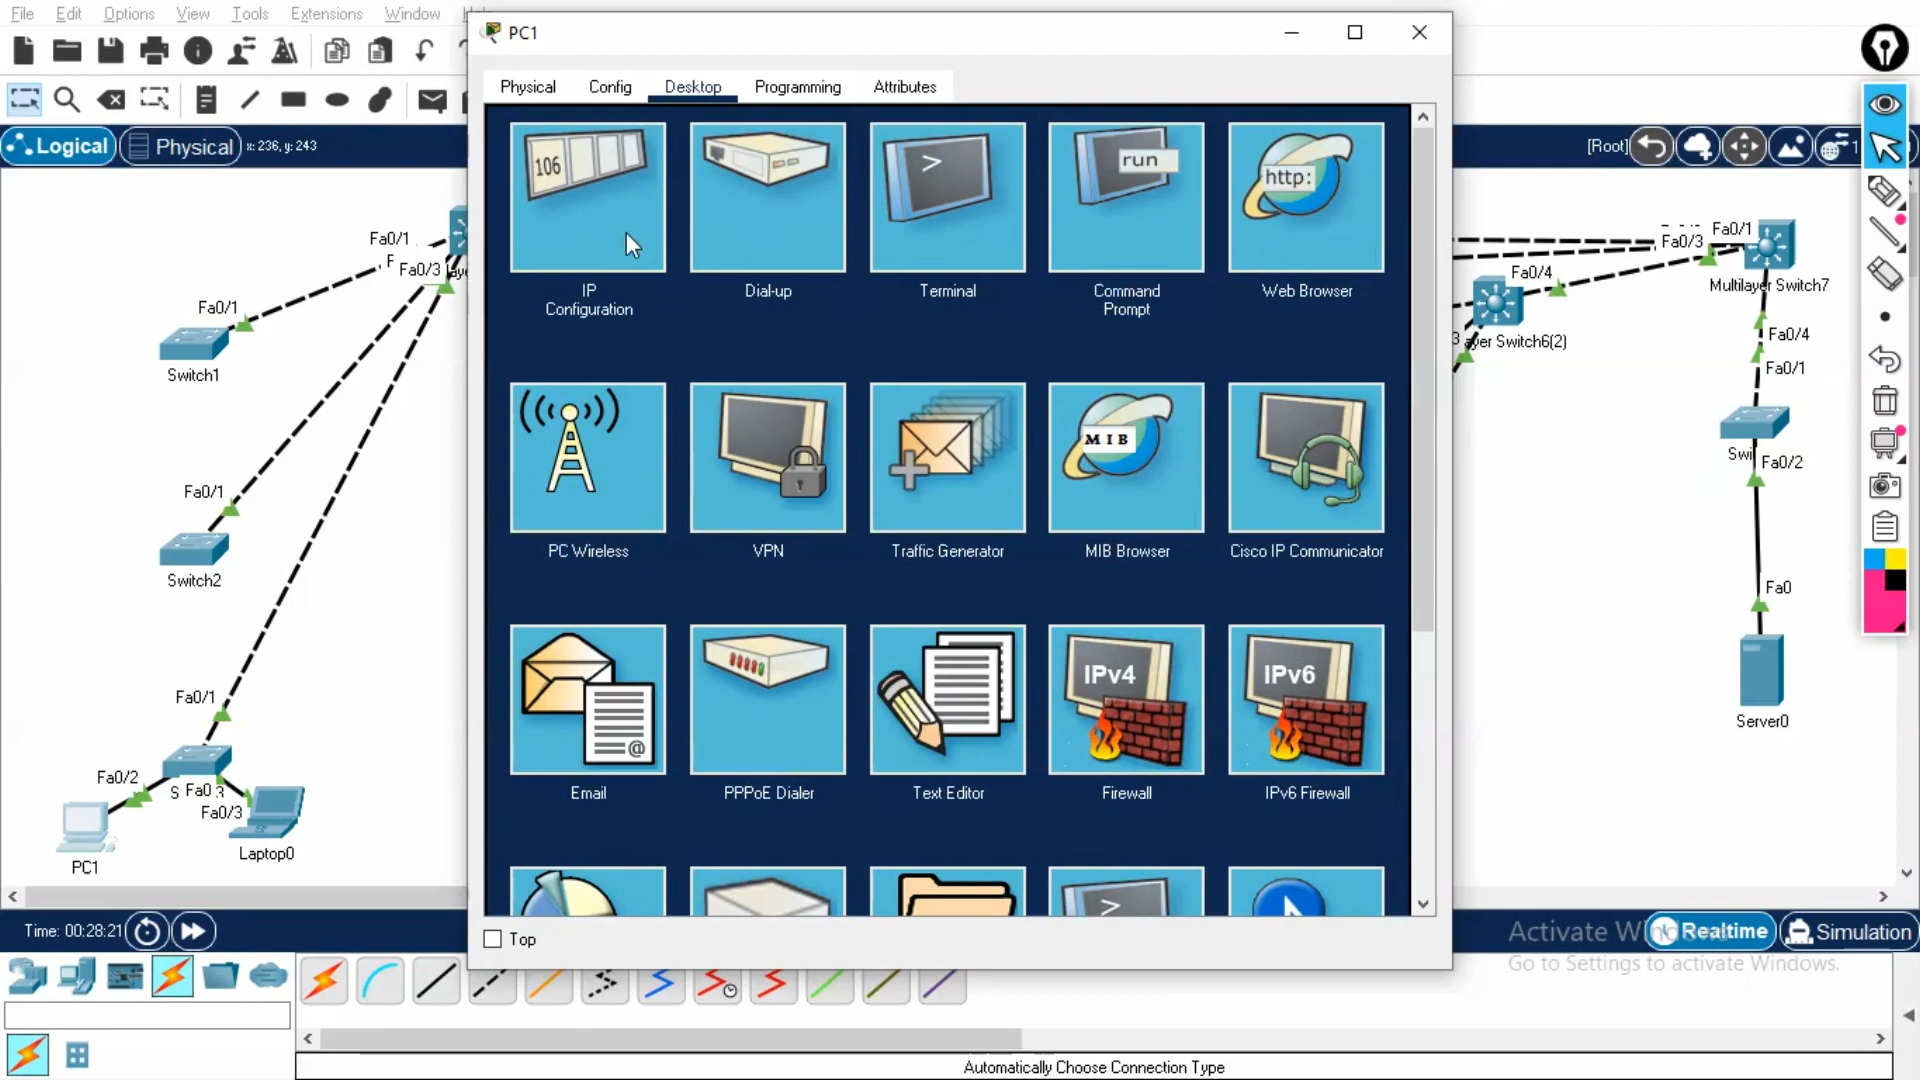 File Edit Options View Tools Extensions Window
PC1
Physical Config Desktop Programming Attributes
Logical
Physical
x: 236, y: 243
[Root]
106
IP
Configuration
Dial-up
>
Terminal
run
Command
Prompt
http:
Web Browser
PC Wireless
VPN
Traffic Generator
MIB
MIB Browser
Cisco IP Communicator
@
Email
PPPoE Dialer
Text Editor
IPv4
Firewall
IPv6
IPv6 Firewall
>
Top
Fa0/1
Fa0/3
Fa0/1
Switch1
Fa0/1
Switch2
Fa0/1
Fa0/2
Fa0/3
PC1
Laptop0
Fa0/1
Fa0/3
Multilayer Switch7
Fa0/4
ayer Switch6(2)
Fa0/4
Fa0/1
Swi
Fa0/2
Fa0
Server0
Time: 00:28:21
Realtime
Simulation
Activate Wind
Go to Settings to activate Windows.
Automatically Choose Connection Type